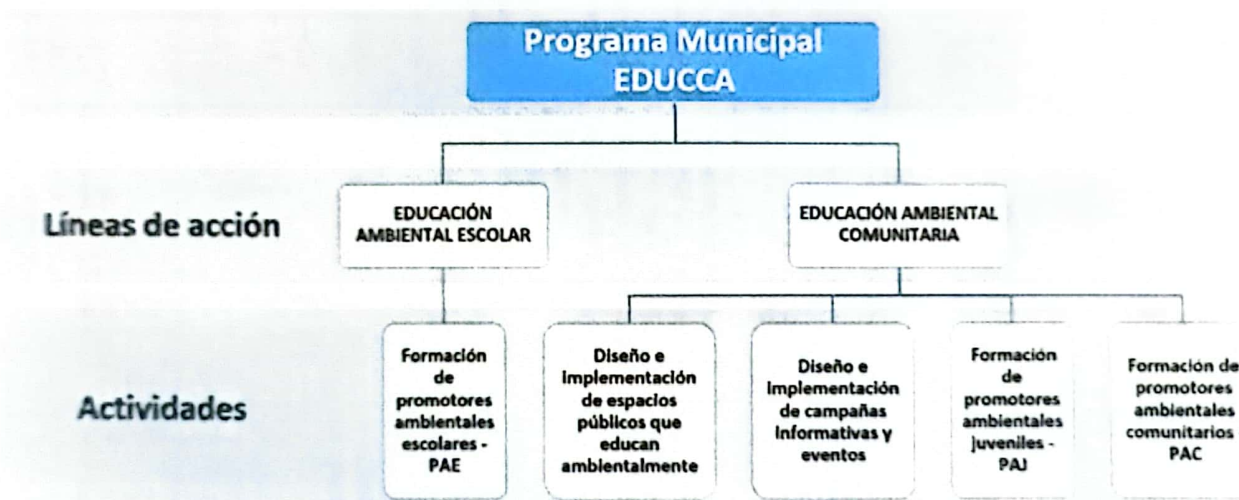 Programa Municipal
EDUCCA
Líneas de acción
EDUCACIÓN
AMBIENTAL ESCOLAR
EDUCACIÓN AMBIENTAL
COMUNITARIA
Actividades
Formación
de
promotores
ambientales
escolares -
PAE
Diseño e
Implementación
de espacios
públicos que
educan
ambientalmente
Diseño e
Implementación
de campañas
Informativas y
eventos
Formación
de
promotores
ambientales
juveniles -
PAJ
Formación de
promotores
ambientales
comunitarios -
PAC